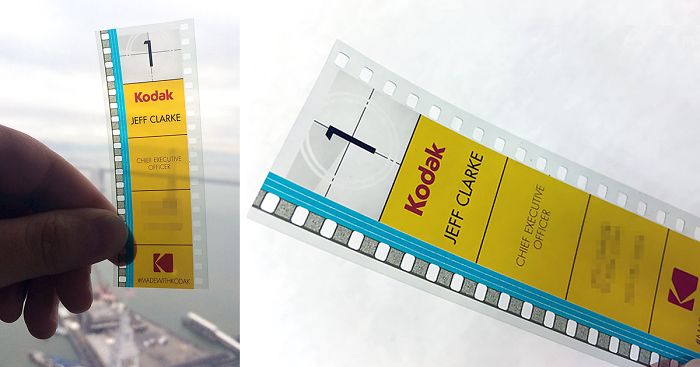 1
Kodak
JEFF CLARKE
CHIEF EXECUTIVE
OFFICER
#MADEWITHKODAK
1
Kodak
JEFF CLARKE
CHIEF EXECUTIVE
OFFICER